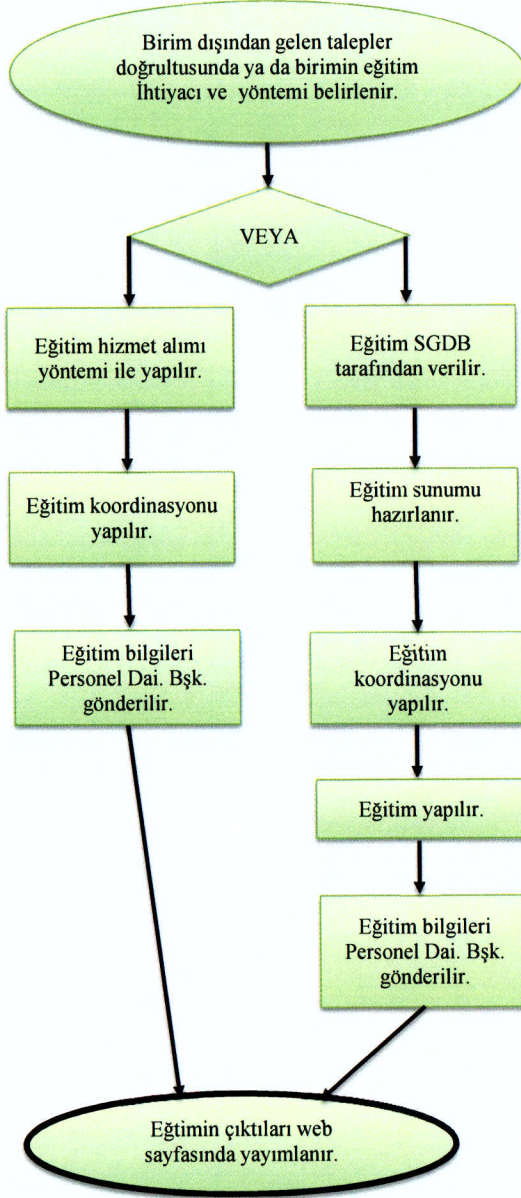 Birim dışından gelen talepler
doğrultusunda ya da birimin eğitim
İhtiyacı ve yöntemi belirlenir.
VEYA
Eğitim hizmet alımı
yöntemi ile yapılır.
Eğitim koordinasyonu
yapılır.
Eğitim bilgileri
Personel Dai. Bşk.
gönderilir.
Eğitim SGDB
tarafından verilir.
Eğitim sunumu
hazırlanır.
Eğitim
koordinasyonu
yapılır.
Eğitim yapılır.
Eğitim bilgileri
Personel Dai. Bşk.
gönderilir.
Eğtimin çıktıları web
sayfasında yayımlanır.